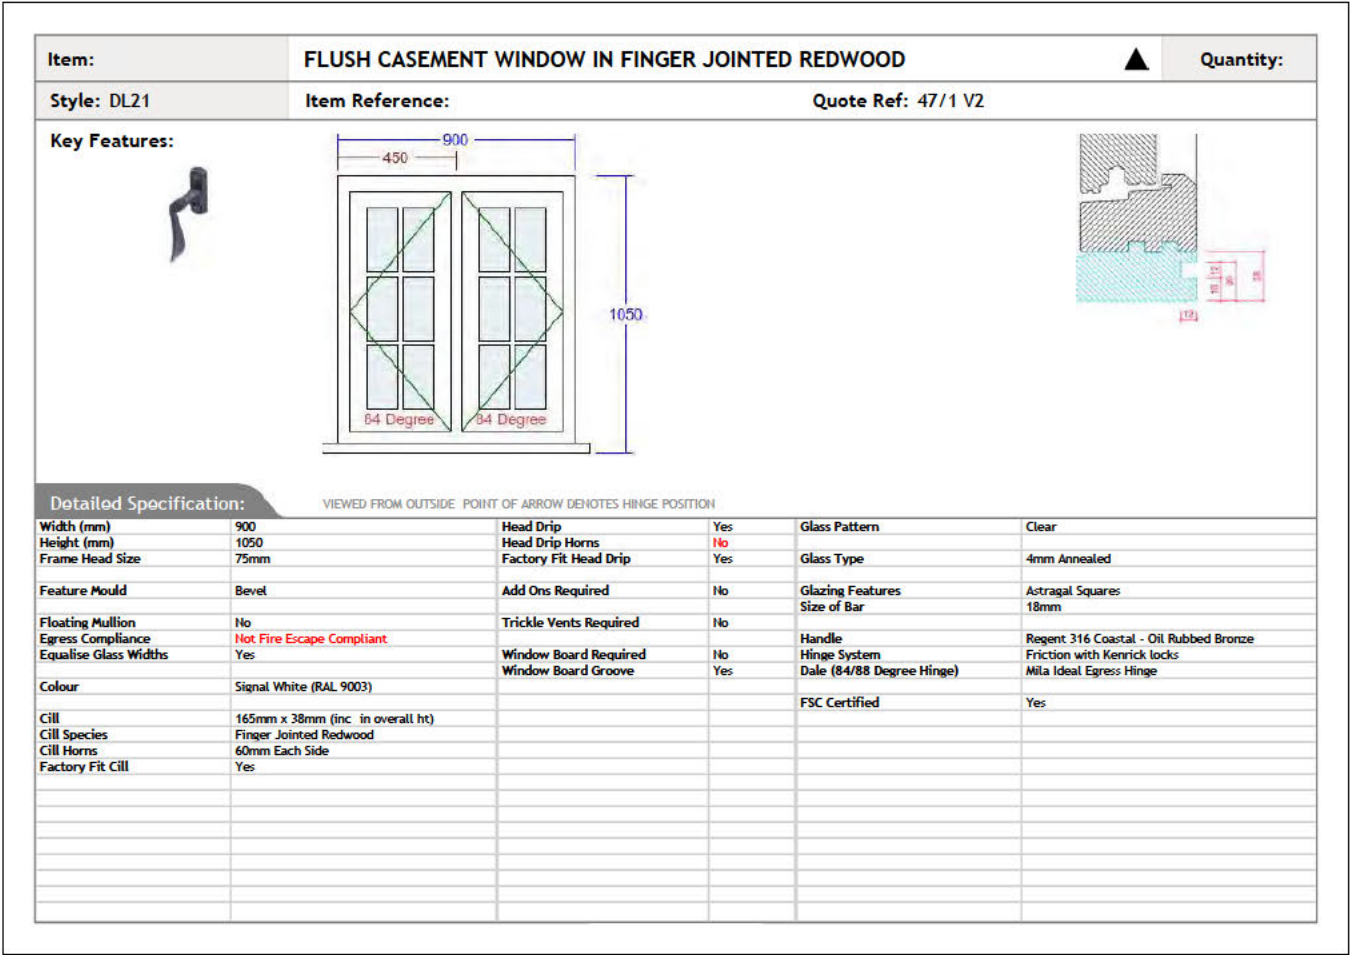 Item: FLUSH CASEMENT WINDOW IN FINGER JOINTED REDWOOD Quantity:
Style: DL21 Item Reference: Quote Ref: 47/1 V2
Key Features:
900
450
1050
84 Degree 84 Degree
12
18
38
12
Detailed Specification: VIEWED FROM OUTSIDE POINT OF ARROW DENOTES HINGE POSITION
Width (mm) 900 Head Drip Yes Glass Pattern Clear
Height (mm) 1050 Head Drip Horns No
Frame Head Size 75mm Factory Fit Head Drip Yes Glass Type 4mm Annealed
Feature Mould Bevel Add Ons Required No Glazing Features Astragal Squares
Size of Bar 18mm
Floating Mullion No Trickle Vents Required No
Egress Compliance Not Fire Escape Compliant Handle Regent 316 Coastal - Oil Rubbed Bronze
Equalise Glass Widths Yes Window Board Required No Hinge System Friction with Kenrick locks
Window Board Groove Yes Dale (84/88 Degree Hinge) Mila Ideal Egress Hinge
Colour Signal White (RAL 9003)
FSC Certified Yes
Cill 165mm x 38mm (inc in overall ht)
Cill Species Finger Jointed Redwood
Cill Horns 60mm Each Side
Factory Fit Cill Yes